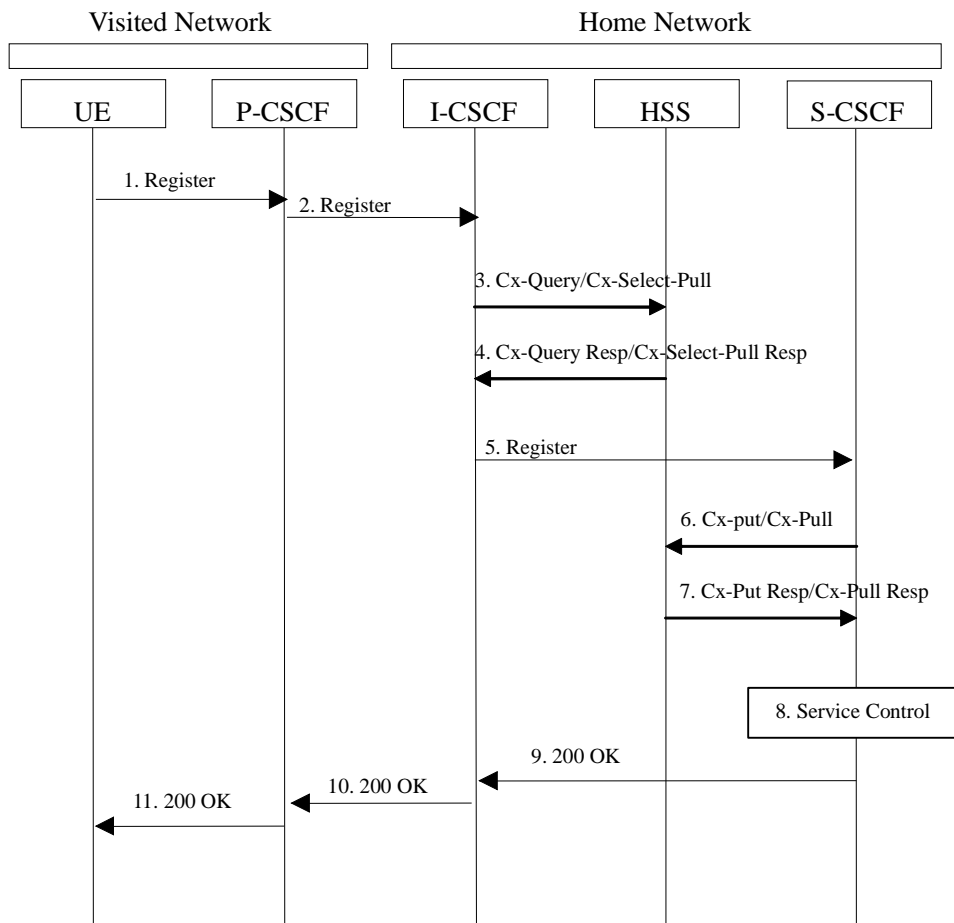 Visited Network
Home Network
UE
P-CSCF
I-CSCF
HSS
S-CSCF
1. Register
2. Register
3. Cx-Query/Cx-Select-Pull
4. Cx-Query Resp/Cx-Select-Pull Resp
5. Register
6. Cx-put/Cx-Pull
7. Cx-Put Resp/Cx-Pull Resp
8. Service Control
9. 200 OK
10. 200 OK
11. 200 OK